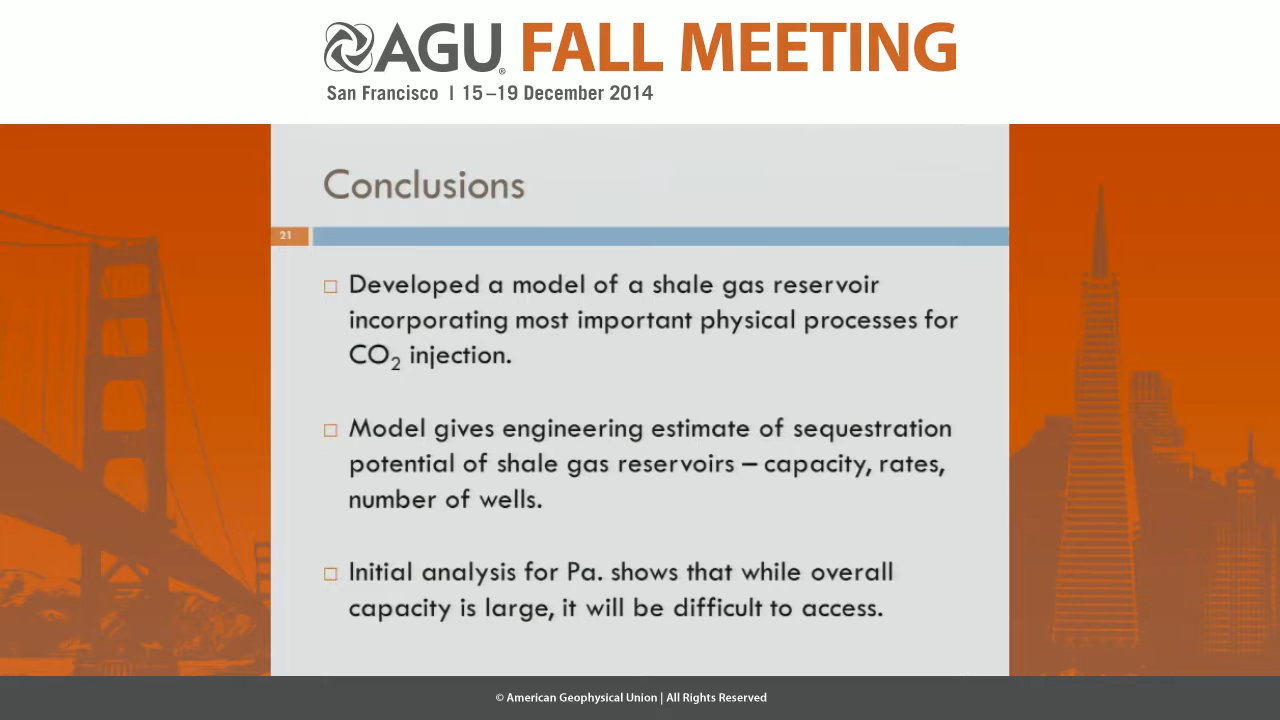 AGU® FALL MEETING
San Francisco | 15–19 December 2014
Conclusions
21
Developed a model of a shale gas reservoir
incorporating most important physical processes for
CO₂ injection.
Model gives engineering estimate of sequestration
potential of shale gas reservoirs – capacity, rates,
number of wells.
Initial analysis for Pa. shows that while overall
capacity is large, it will be difficult to access.
© American Geophysical Union | All Rights Reserved